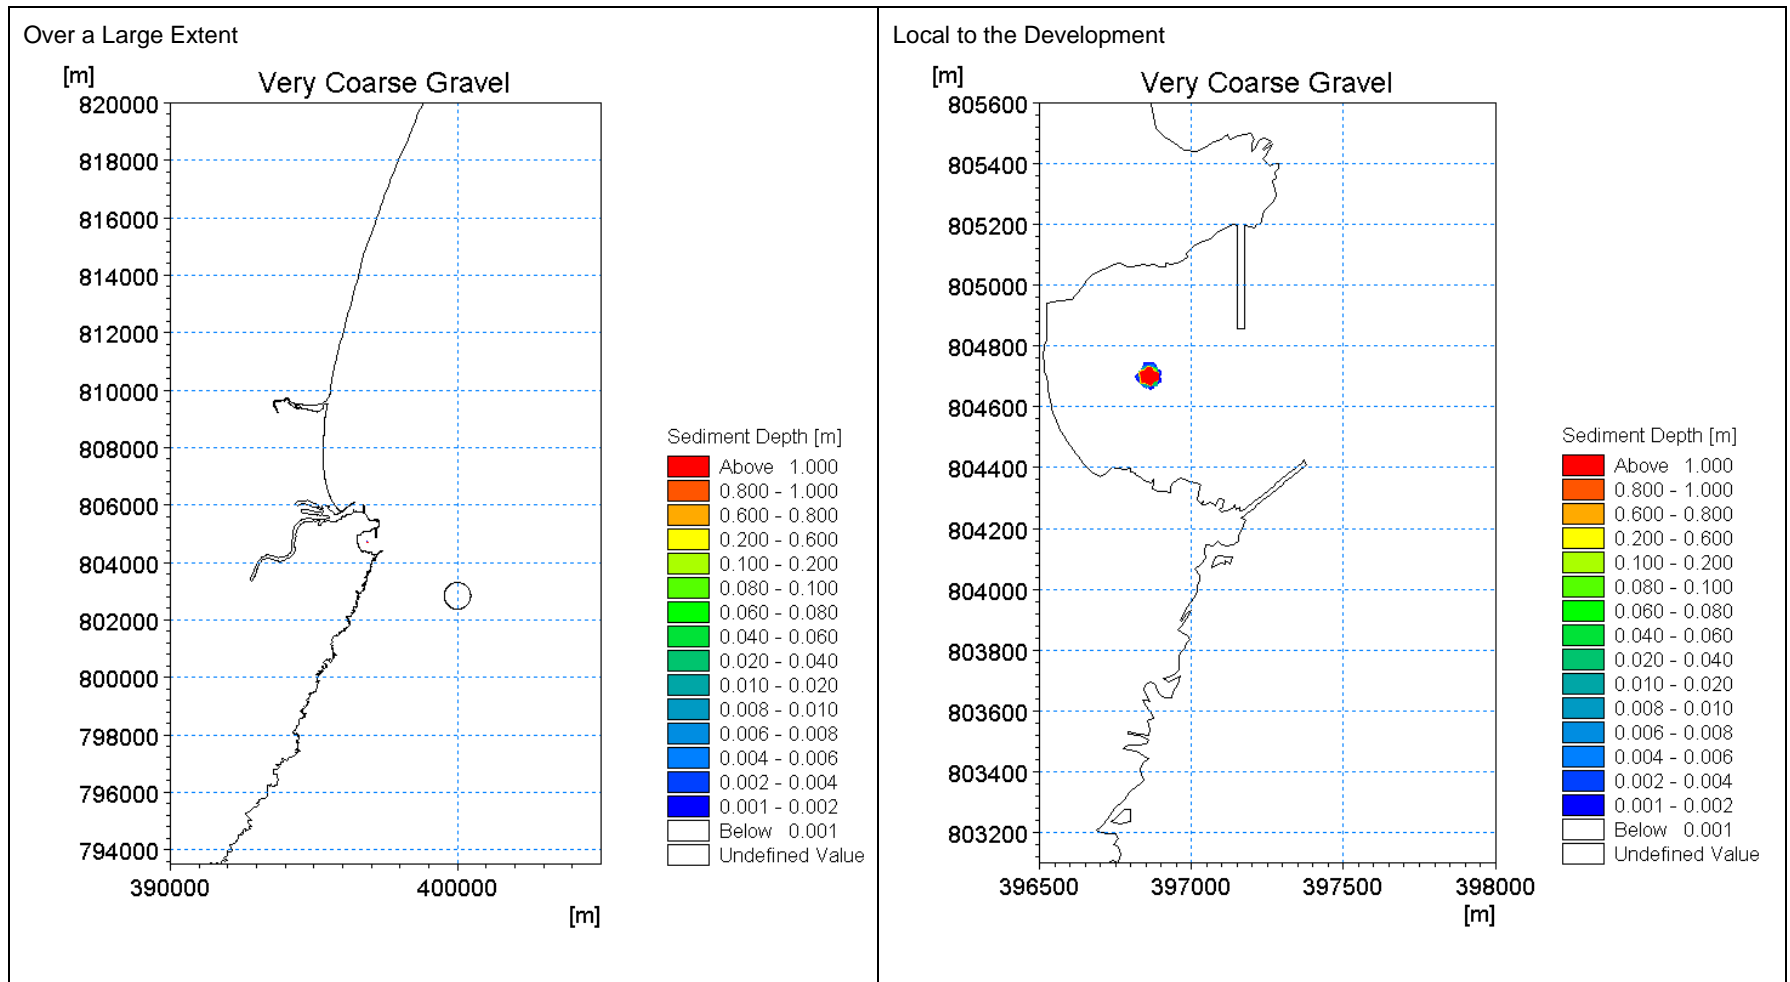 Over a Large Extent
[m]
Very Coarse Gravel
820000
818000
816000
814000
812000
810000
808000
806000
804000
802000
800000
798000
796000
794000
390000 400000
[m]
Sediment Depth [m]
Above 1.000
0.800 - 1.000
0.600 - 0.800
0.200 - 0.600
0.100 - 0.200
0.080 - 0.100
0.060 - 0.080
0.040 - 0.060
0.020 - 0.040
0.010 - 0.020
0.008 - 0.010
0.006 - 0.008
0.004 - 0.006
0.002 - 0.004
0.001 - 0.002
Below 0.001
Undefined Value
Local to the Development
[m]
Very Coarse Gravel
805600
805400
805200
805000
804800
804600
804400
804200
804000
803800
803600
803400
803200
396500 397000 397500 398000
[m]
Sediment Depth [m]
Above 1.000
0.800 - 1.000
0.600 - 0.800
0.200 - 0.600
0.100 - 0.200
0.080 - 0.100
0.060 - 0.080
0.040 - 0.060
0.020 - 0.040
0.010 - 0.020
0.008 - 0.010
0.006 - 0.008
0.004 - 0.006
0.002 - 0.004
0.001 - 0.002
Below 0.001
Undefined Value